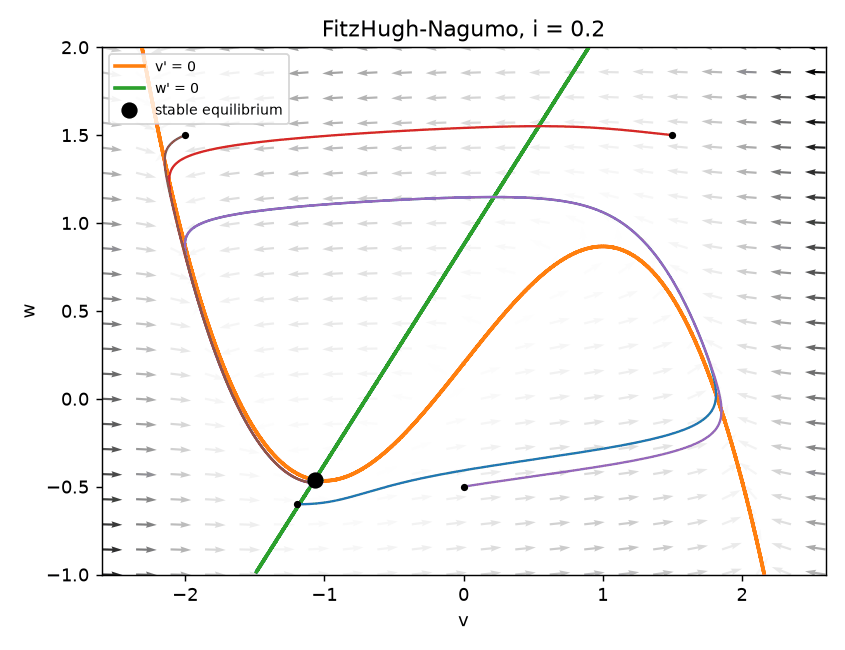 FitzHugh-Nagumo, i = 0.2
v' = 0
w' = 0
stable equilibrium
2.0
1.5
1.0
0.5
0.0
−0.5
−1.0
w
−2
−1
0
1
2
v